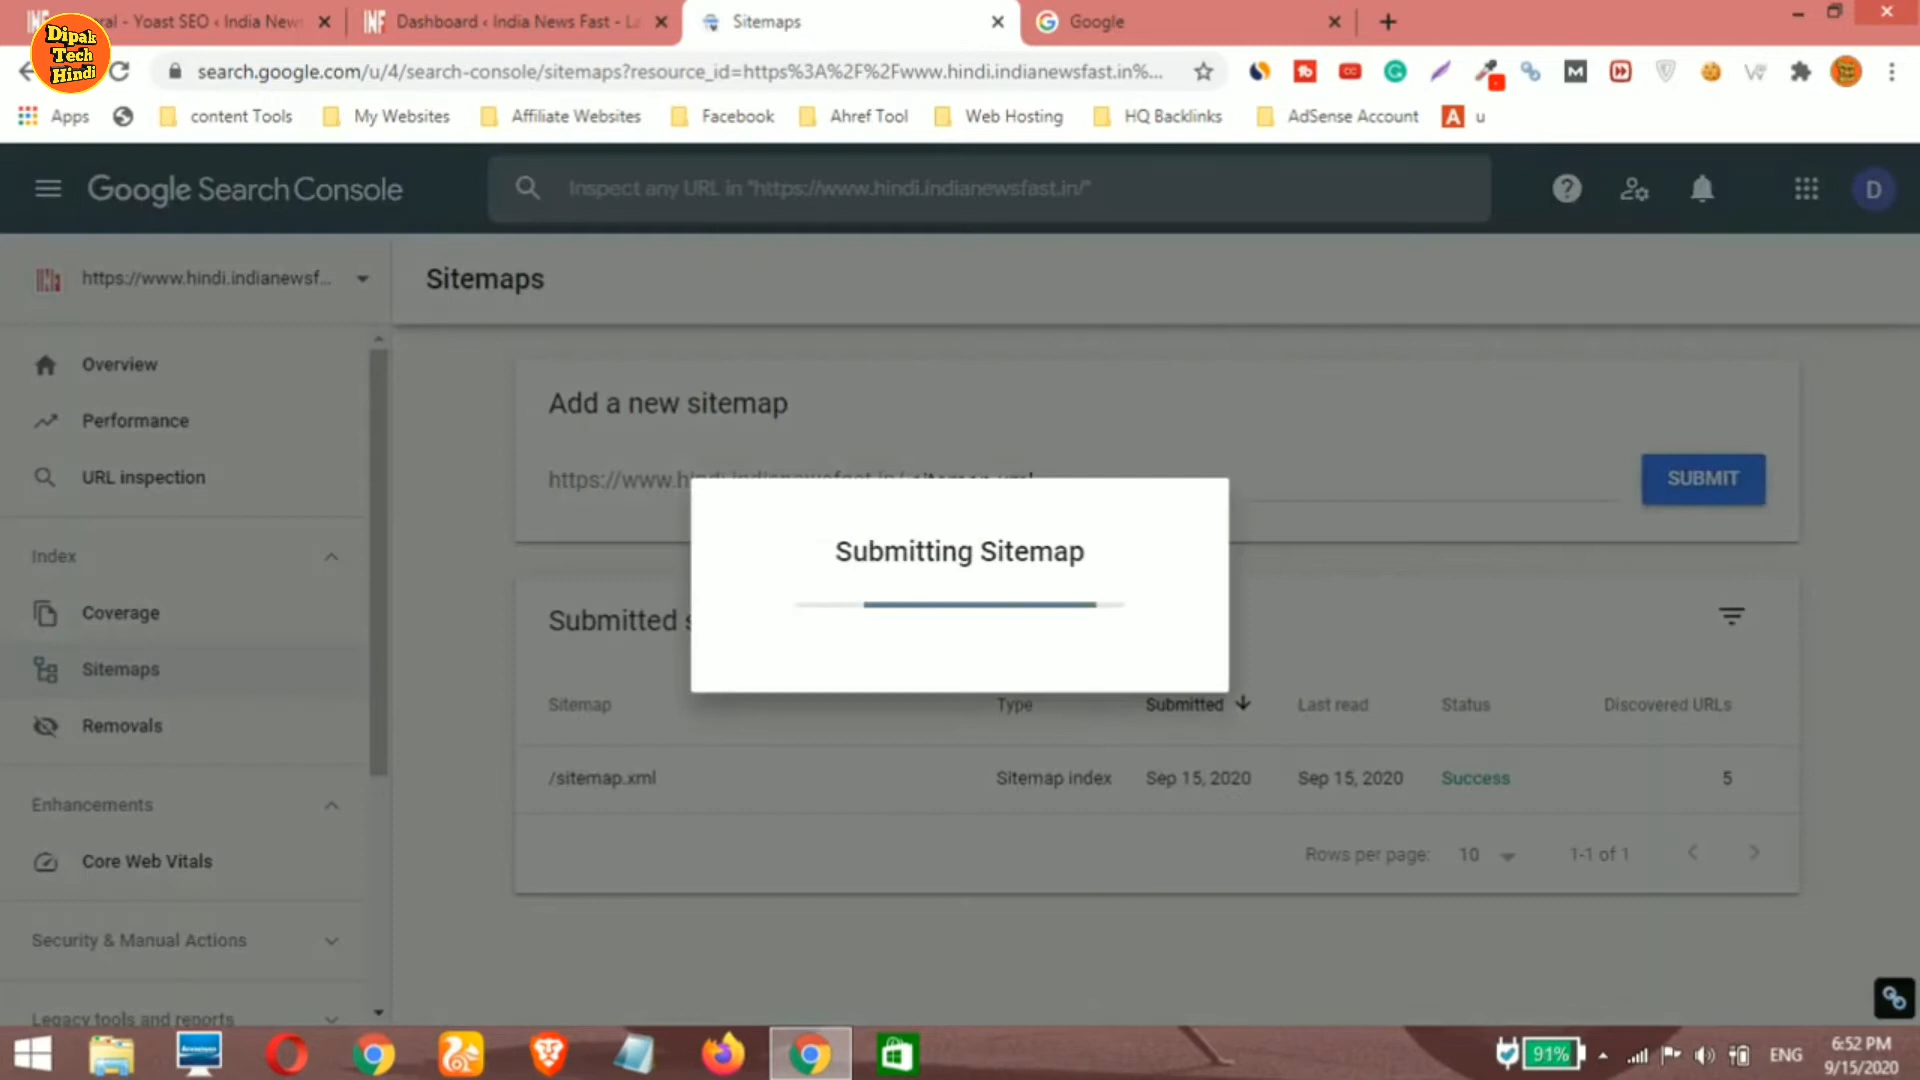 ral - Yoast SEO ‹ India New
Dashboard ‹ India News Fast - La
Sitemaps
Google
Dipak
Tech
Hindi
search.google.com/u/4/search-console/sitemaps?resource_id=https%3A%2F%2Fwww.hindi.indianewsfast.in%...
Apps
content Tools
My Websites
Affiliate Websites
Facebook
Ahref Tool
Web Hosting
HQ Backlinks
AdSense Account
u
Google Search Console
Inspect any URL in "https://www.hindi.indianewsfast.in/"
D
https://www.hindi.indianewsf...
Sitemaps
Overview
Performance
URL inspection
Index
Coverage
Sitemaps
Removals
Enhancements
Core Web Vitals
Security & Manual Actions
Legacy tools and reports
Add a new sitemap
https://www.hindi.indianewsfast.in/ sitemap.xml
SUBMIT
Submitting Sitemap
Submitted s
Sitemap Type Submitted Last read Status Discovered URLs
/sitemap.xml Sitemap index Sep 15, 2020 Sep 15, 2020 Success 5
Rows per page: 10 1-1 of 1
91%
ENG
6:52 PM
9/15/2020